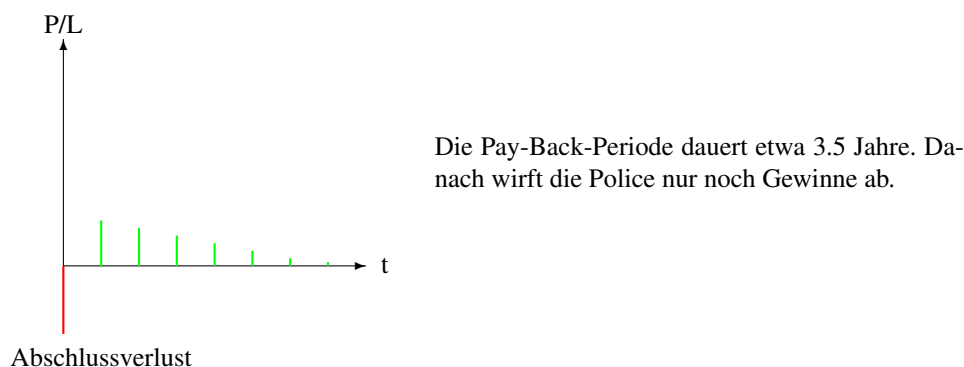 P/L
Die Pay-Back-Periode dauert etwa 3.5 Jahre. Da-
nach wirft die Police nur noch Gewinne ab.
t
Abschlussverlust